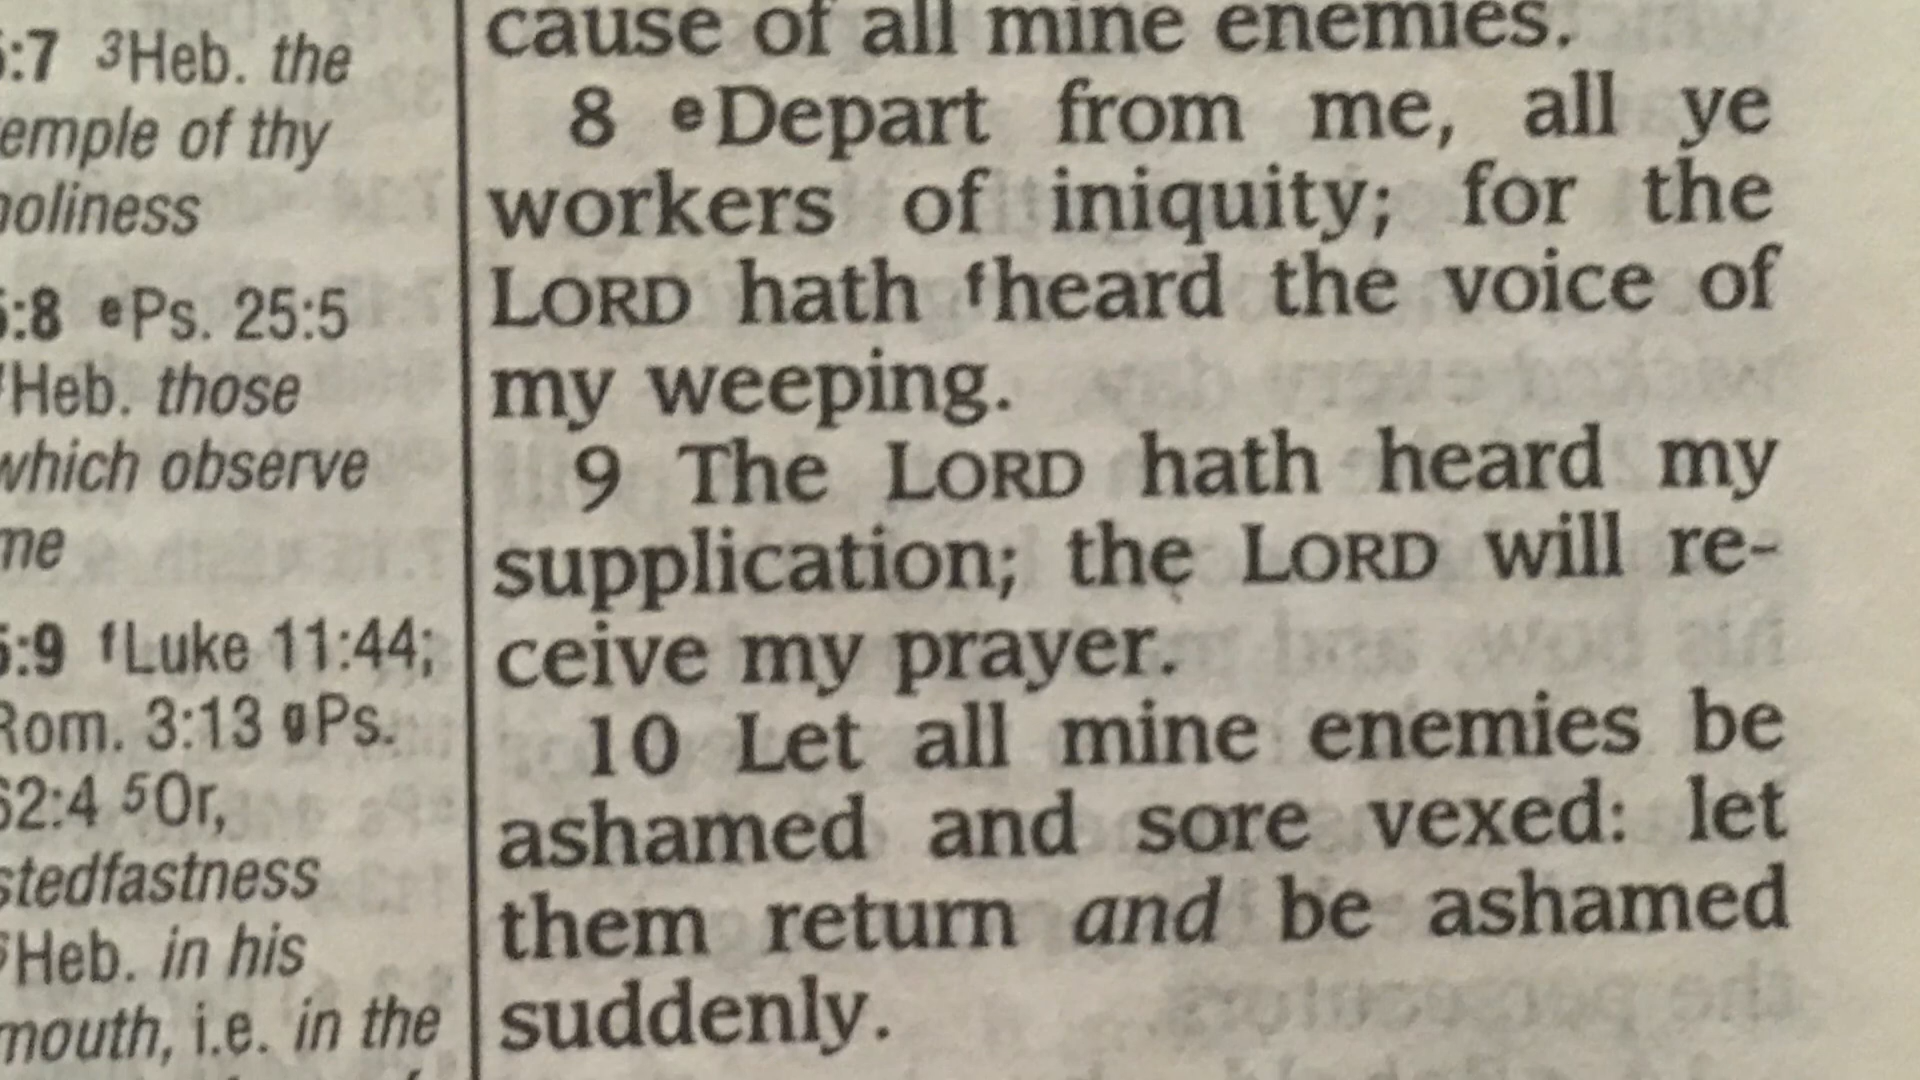 :7 ³Heb. the
emple of thy
oliness
:8 ᵉPs. 25:5
Heb. those
which observe
me
:9 ᶠLuke 11:44;
Rom. 3:13 ᵍPs.
62:4 ⁵Or,
stedfastness
Heb. in his
mouth, i.e. in the
cause of all mine enemies.
8 ᵉDepart from me, all ye
workers of iniquity; for the
LORD hath ᶠheard the voice of
my weeping.
9 The LORD hath heard my
supplication; the LORD will re-
ceive my prayer.
10 Let all mine enemies be
ashamed and sore vexed: let
them return and be ashamed
suddenly.